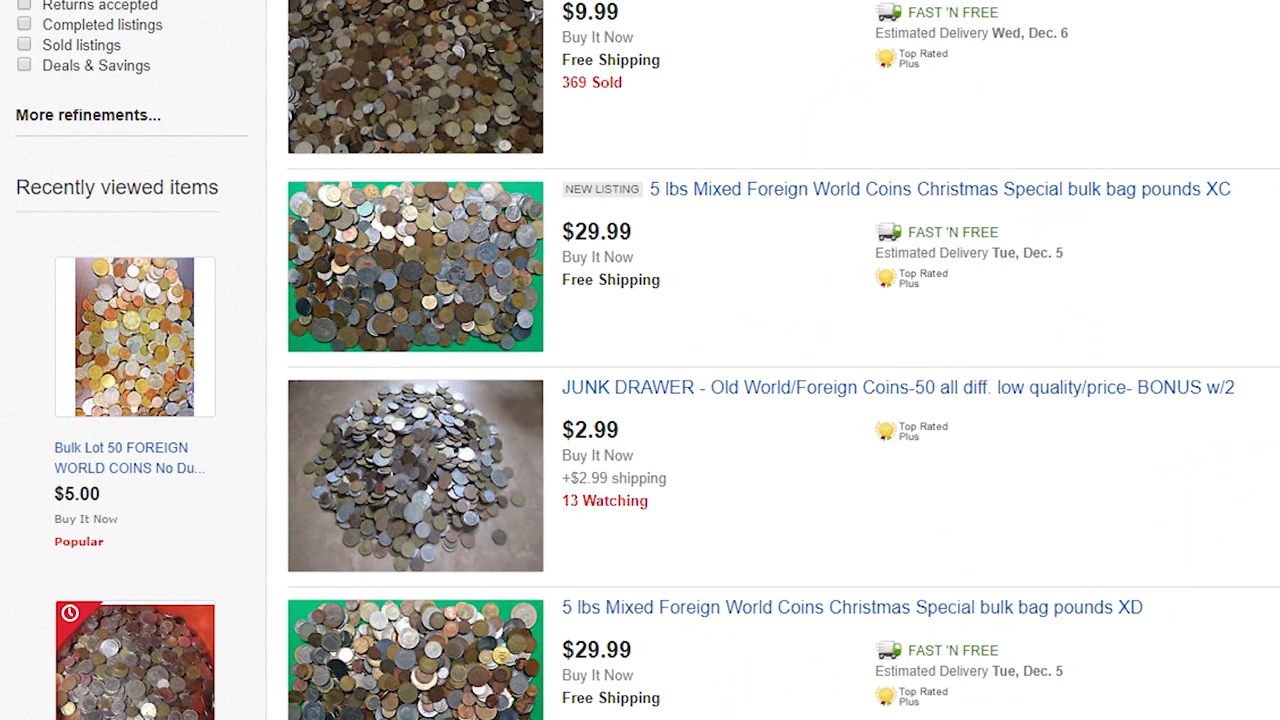 Returns accepted
Completed listings
Sold listings
Deals & Savings
More refinements...
Recently viewed items
Bulk Lot 50 FOREIGN
WORLD COINS No Du...
$5.00
Buy It Now
Popular
$9.99
Buy It Now
Free Shipping
369 Sold
FAST 'N FREE
Estimated Delivery Wed, Dec. 6
Top Rated
Plus
NEW LISTING 5 lbs Mixed Foreign World Coins Christmas Special bulk bag pounds XC
$29.99
Buy It Now
Free Shipping
FAST 'N FREE
Estimated Delivery Tue, Dec. 5
Top Rated
Plus
JUNK DRAWER - Old World/Foreign Coins-50 all diff. low quality/price- BONUS w/2
$2.99
Buy It Now
+$2.99 shipping
13 Watching
Top Rated
Plus
5 lbs Mixed Foreign World Coins Christmas Special bulk bag pounds XD
$29.99
Buy It Now
Free Shipping
FAST 'N FREE
Estimated Delivery Tue, Dec. 5
Top Rated
Plus